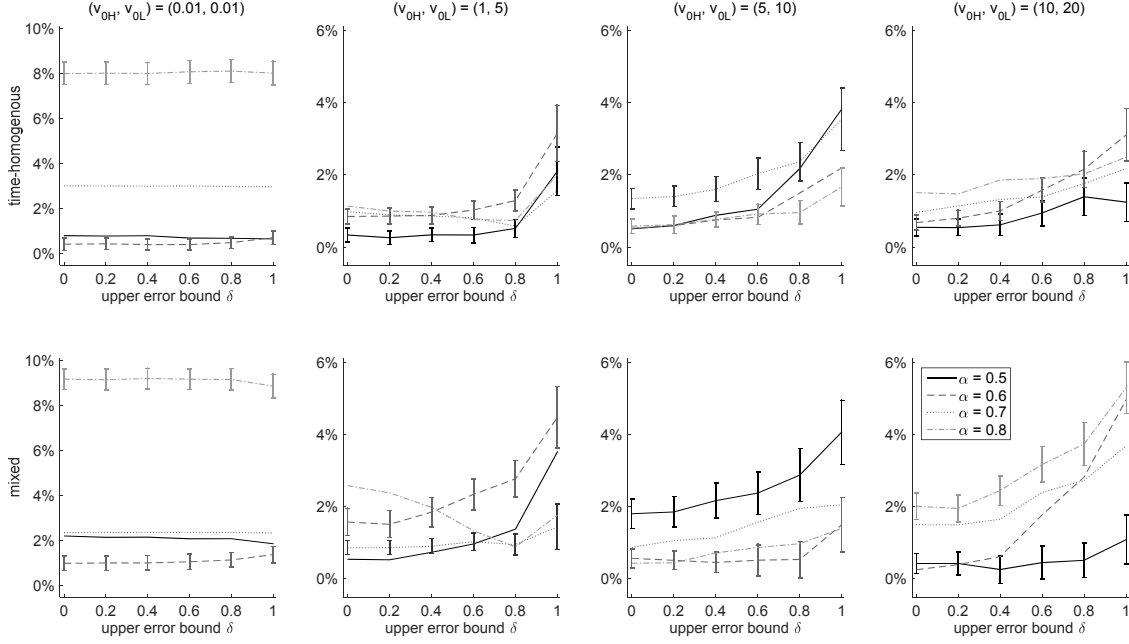 (v0H, v0L) = (0.01, 0.01)
(v0H, v0L) = (1, 5)
(v0H, v0L) = (5, 10)
(v0H, v0L) = (10, 20)
time-homogenous
10%
8%
6%
4%
2%
0%
0 0.2 0.4 0.6 0.8 1
upper error bound δ
6%
4%
2%
0%
0 0.2 0.4 0.6 0.8 1
upper error bound δ
6%
4%
2%
0%
0 0.2 0.4 0.6 0.8 1
upper error bound δ
6%
4%
2%
0%
0 0.2 0.4 0.6 0.8 1
upper error bound δ
mixed
10%
8%
6%
4%
2%
0%
0 0.2 0.4 0.6 0.8 1
upper error bound δ
6%
4%
2%
0%
0 0.2 0.4 0.6 0.8 1
upper error bound δ
6%
4%
2%
0%
0 0.2 0.4 0.6 0.8 1
upper error bound δ
6%
4%
2%
0%
α = 0.5
α = 0.6
α = 0.7
α = 0.8
0 0.2 0.4 0.6 0.8 1
upper error bound δ